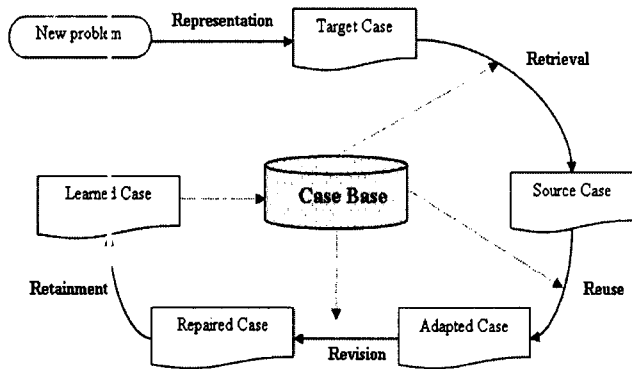 New problem
Representation
Target Case
Retrieval
Learned Case
Case Base
Source Case
Retainment
Reuse
Repaired Case
Revision
Adapted Case